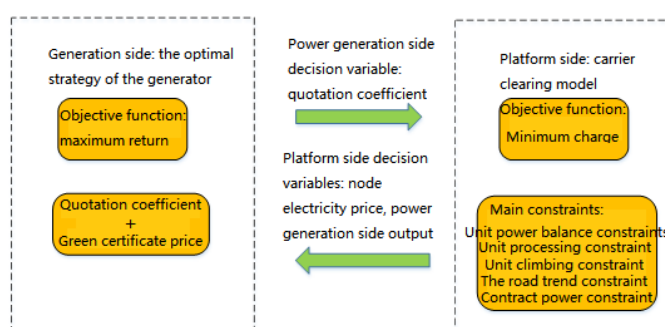 Generation side: the optimal
strategy of the generator
Objective function:
maximum return
Quotation coefficient
+
Green certificate price
Power generation side
decision variable:
quotation coefficient
Platform side decision
variables: node
electricity price, power
generation side output
Platform side: carrier
clearing model
Objective function:
Minimum charge
Main constraints:
Unit power balance constraints
Unit processing constraint
Unit climbing constraint
The road trend constraint
Contract power constraint